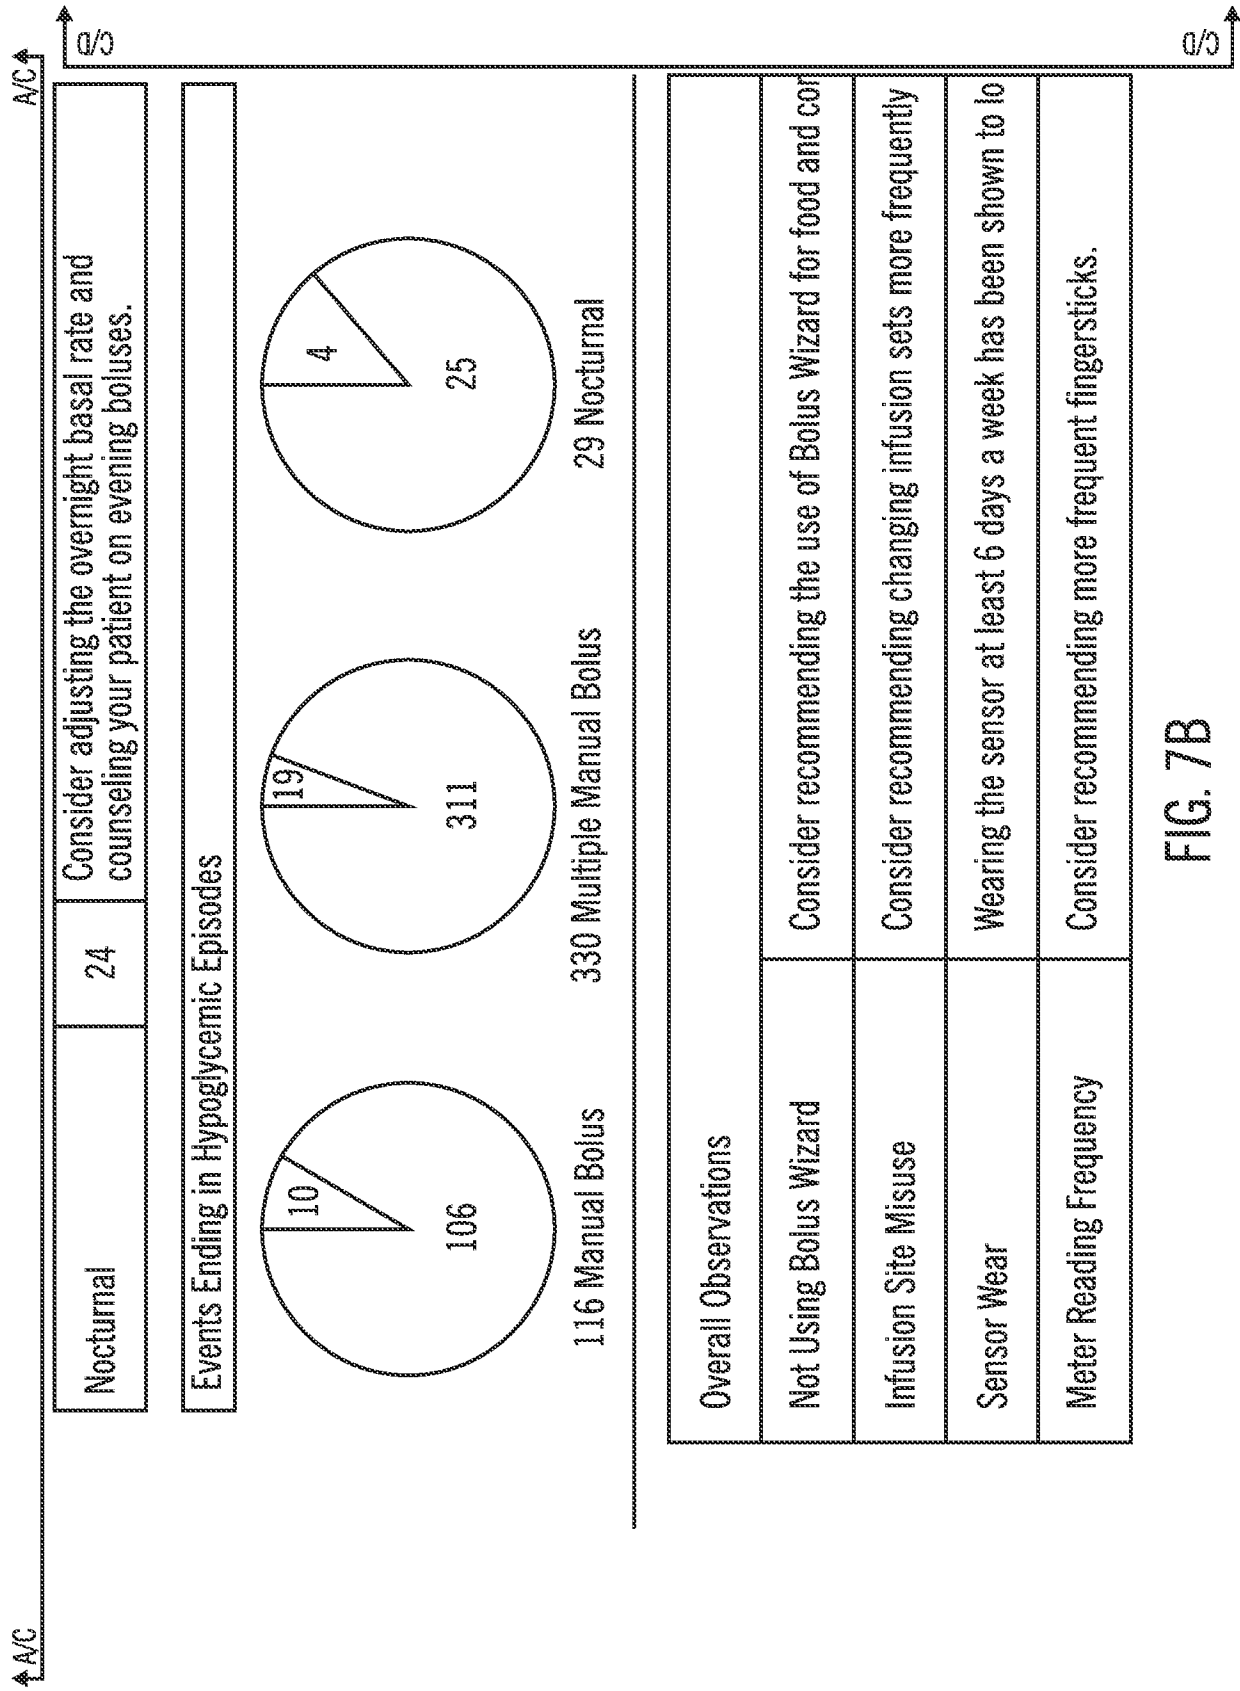 A/C
A/C
C/D
Nocturnal
24
Consider adjusting the overnight basal rate and
counseling your patient on evening boluses.
Events Ending in Hypoglycemic Episodes
10
106
116 Manual Bolus
19
311
330 Multiple Manual Bolus
4
25
29 Nocturnal
Overall Observations
Not Using Bolus Wizard
Consider recommending the use of Bolus Wizard for food and cor
Infusion Site Misuse
Consider recommending changing infusion sets more frequently
Sensor Wear
Wearing the sensor at least 6 days a week has been shown to lo
Meter Reading Frequency
Consider recommending more frequent fingersticks.
C/D
FIG. 7B